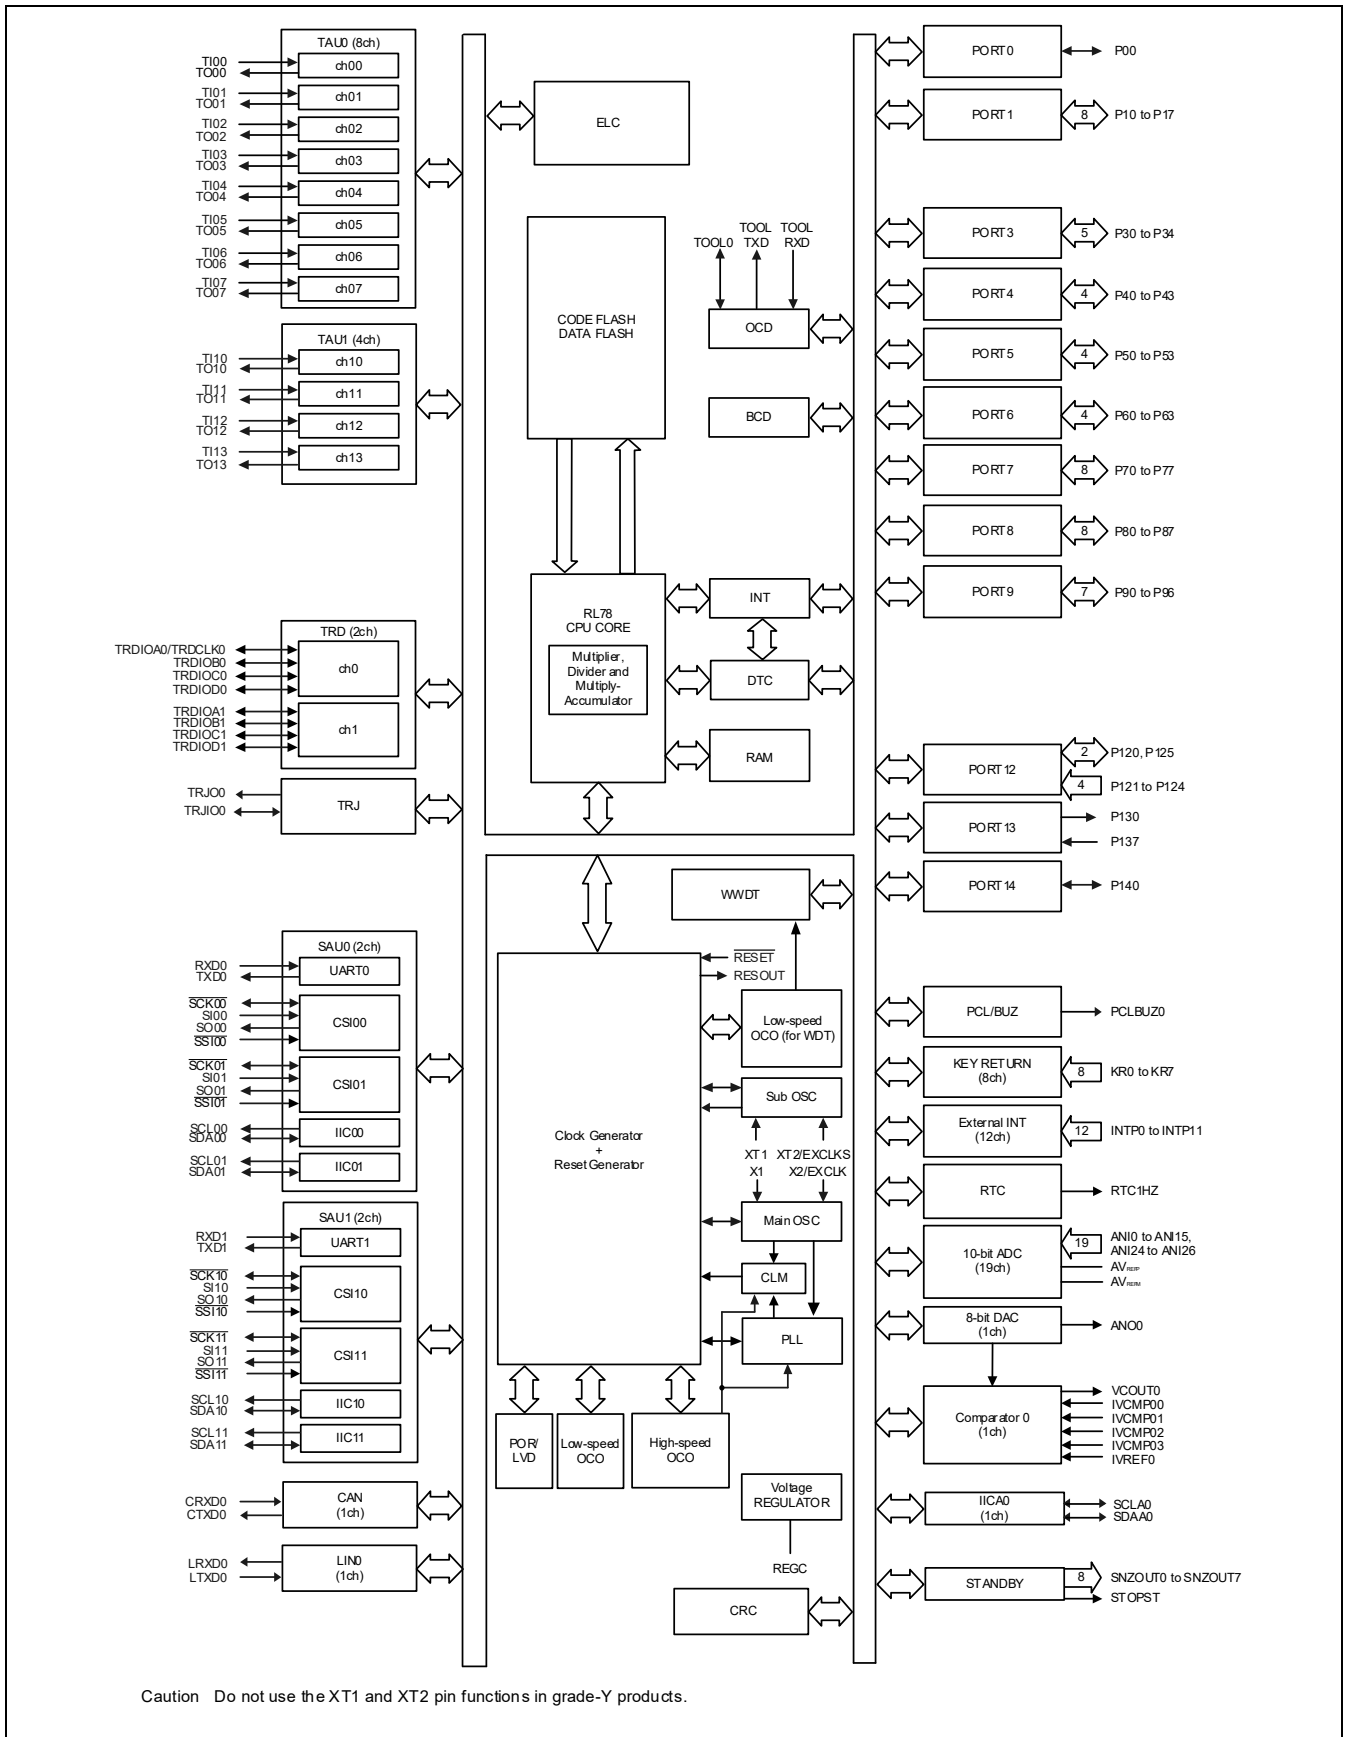 TAU0 (8ch)
TI00
TO00
ch00
TI01
TO01
ch01
TI02
TO02
ch02
TI03
TO03
ch03
TI04
TO04
ch04
TI05
TO05
ch05
TI06
TO06
ch06
TI07
TO07
ch07
TAU1 (4ch)
TI10
TO10
ch10
TI11
TO11
ch11
TI12
TO12
ch12
TI13
TO13
ch13
TRD (2ch)
TRDIOA0/TRDCLK0
TRDIOB0
TRDIOC0
TRDIOD0
ch0
TRDIOA1
TRDIOB1
TRDIOC1
TRDIOD1
ch1
TRJO0
TRJIO0
TRJ
SAU0 (2ch)
RXD0
TXD0
UART0
SCK00
SI00
SO00
SSI00
CSI00
SCK01
SI01
SO01
SSI01
CSI01
SCL00
SDA00
IIC00
SCL01
SDA01
IIC01
SAU1 (2ch)
RXD1
TXD1
UART1
SCK10
SI10
SO10
SSI10
CSI10
SCK11
SI11
SO11
SSI11
CSI11
SCL10
SDA10
IIC10
SCL11
SDA11
IIC11
CRXD0
CTXD0
CAN
(1ch)
LRXD0
LTXD0
LIN0
(1ch)
ELC
CODE FLASH
DATA FLASH
TOOL0
TOOL
TXD
TOOL
RXD
OCD
BCD
RL78
CPU CORE
Multiplier,
Divider and
Multiply-
Accumulator
INT
DTC
RAM
WWDT
RESET
RESOUT
Clock Generator
+
Reset Generator
Low-speed
OCO (for WDT)
Sub OSC
XT1
X1
XT2/EXCLKS
X2/EXCLK
Main OSC
CLM
PLL
POR/
LVD
Low-speed
OCO
High-speed
OCO
Voltage
REGULATOR
REGC
CRC
PORT0
P00
PORT1
8
P10 to P17
PORT3
5
P30 to P34
PORT4
4
P40 to P43
PORT5
4
P50 to P53
PORT6
4
P60 to P63
PORT7
8
P70 to P77
PORT8
8
P80 to P87
PORT9
7
P90 to P96
PORT12
2
P120, P125
4
P121 to P124
PORT13
P130
P137
PORT14
P140
PCL/BUZ
PCLBUZ0
KEY RETURN
(8ch)
8
KR0 to KR7
External INT
(12ch)
12
INTP0 to INTP11
RTC
RTC1HZ
10-bit ADC
(19ch)
19
ANI0 to ANI15,
ANI24 to ANI26
AVREFP
AVREFM
8-bit DAC
(1ch)
ANO0
Comparator 0
(1ch)
VCOUT0
IVCMP00
IVCMP01
IVCMP02
IVCMP03
IVREF0
IICA0
(1ch)
SCLA0
SDAA0
STANDBY
8
SNZOUT0 to SNZOUT7
STOPST
Caution Do not use the XT1 and XT2 pin functions in grade-Y products.